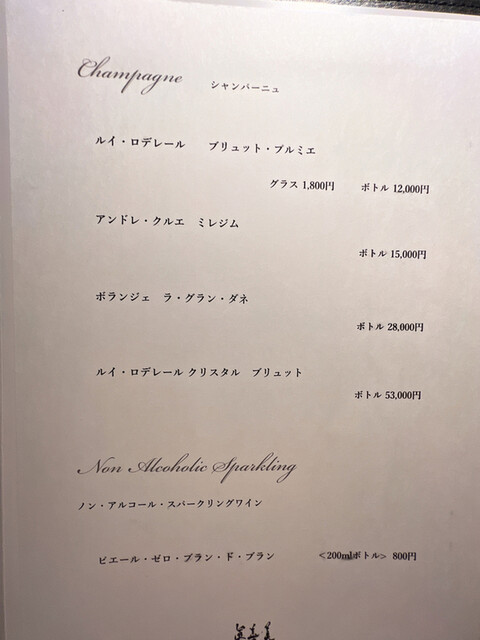 Champagne シャンパーニュ
ルイ・ロデレール ブリュット・プルミエ
グラス 1,800円 ボトル 12,000円
アンドレ・クルエ ミレジム
ボトル 15,000円
ボランジェ ラ・グラン・ダネ
ボトル 28,000円
ルイ・ロデレール クリスタル ブリュット
ボトル 53,000円
Non Alcoholic Sparkling
ノン・アルコール・スパークリングワイン
ピエール・ゼロ・ブラン・ド・ブラン <200mlボトル> 800円